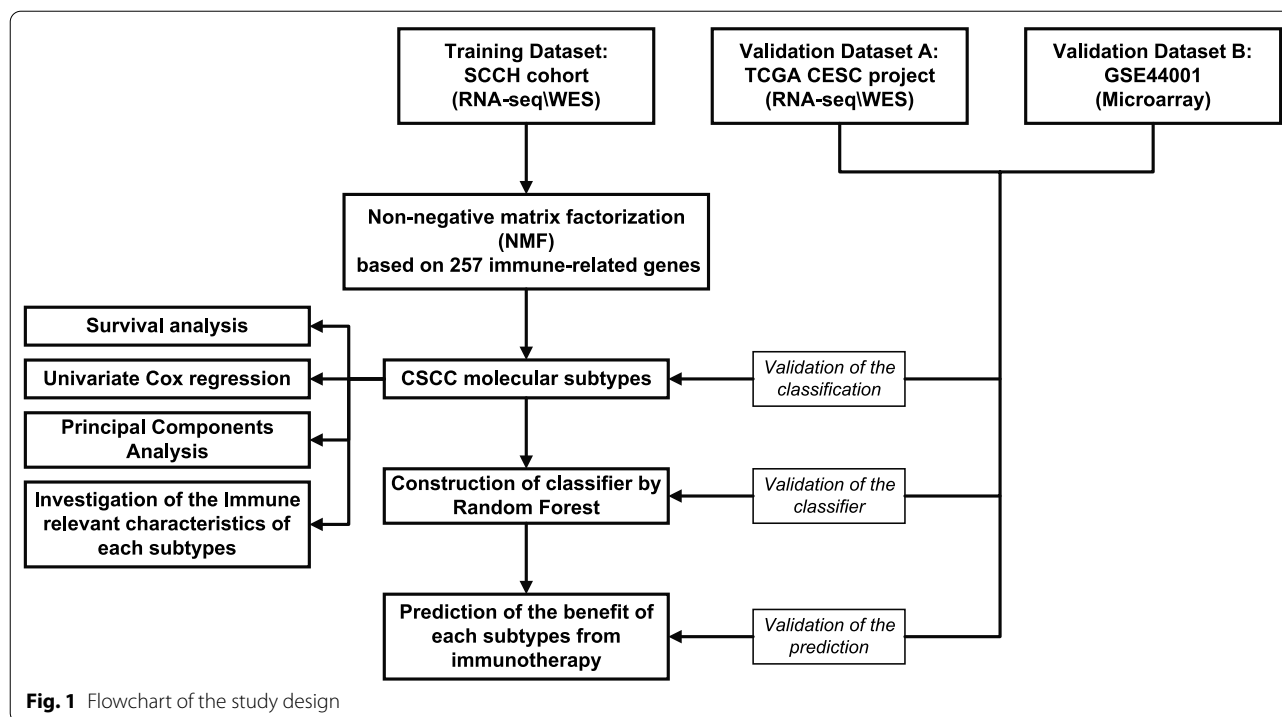 Training Dataset:
SCCH cohort
(RNA-seq\WES)
Validation Dataset A:
TCGA CESC project
(RNA-seq\WES)
Validation Dataset B:
GSE44001
(Microarray)
Non-negative matrix factorization
(NMF)
based on 257 immune-related genes
Survival analysis
Univariate Cox regression
Principal Components
Analysis
Investigation of the Immune
relevant characteristics of
each subtypes
CSCC molecular subtypes
Validation of the
classification
Construction of classifier by
Random Forest
Validation of the
classifier
Prediction of the benefit of
each subtypes from
immunotherapy
Validation of the
prediction
Fig. 1 Flowchart of the study design